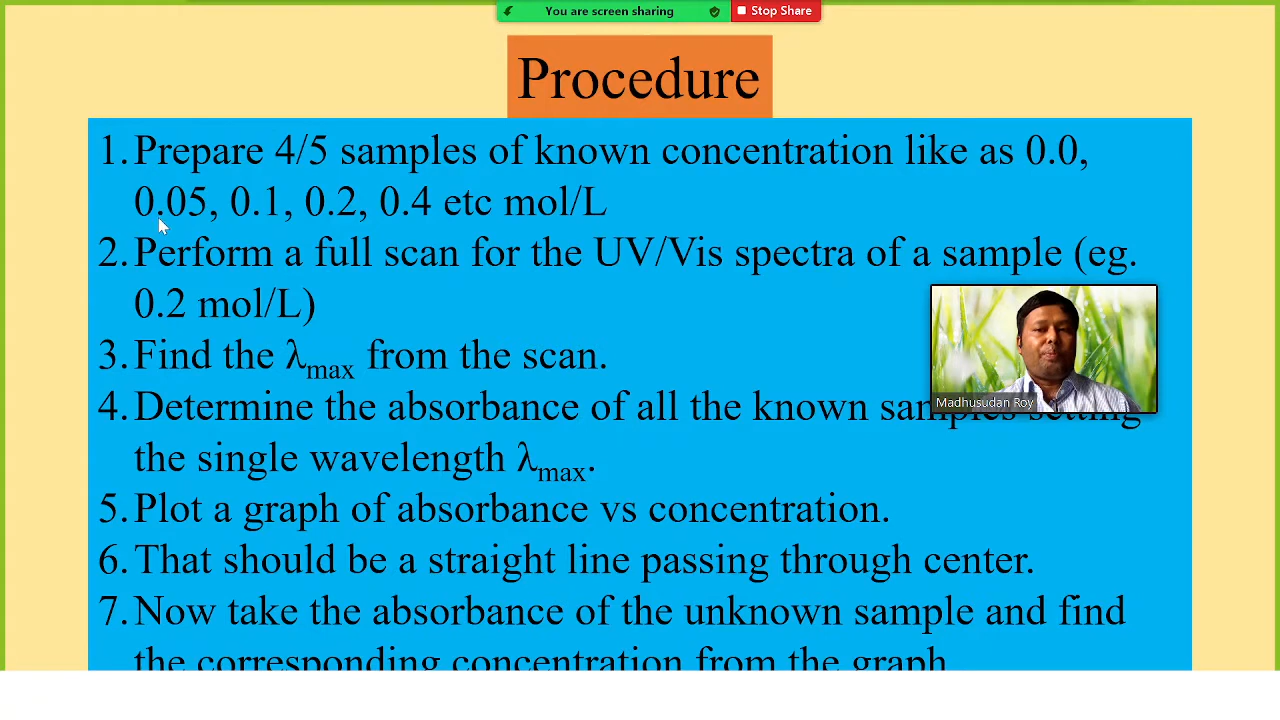 You are screen sharing
Stop Share
Procedure
1. Prepare 4/5 samples of known concentration like as 0.0,
0.05, 0.1, 0.2, 0.4 etc mol/L
2. Perform a full scan for the UV/Vis spectra of a sample (eg.
0.2 mol/L)
3. Find the λmax from the scan.
Madhusudan Roy
4. Determine the absorbance of all the known samples setting
the single wavelength λmax.
5. Plot a graph of absorbance vs concentration.
6. That should be a straight line passing through center.
7. Now take the absorbance of the unknown sample and find
the corresponding concentration from the graph